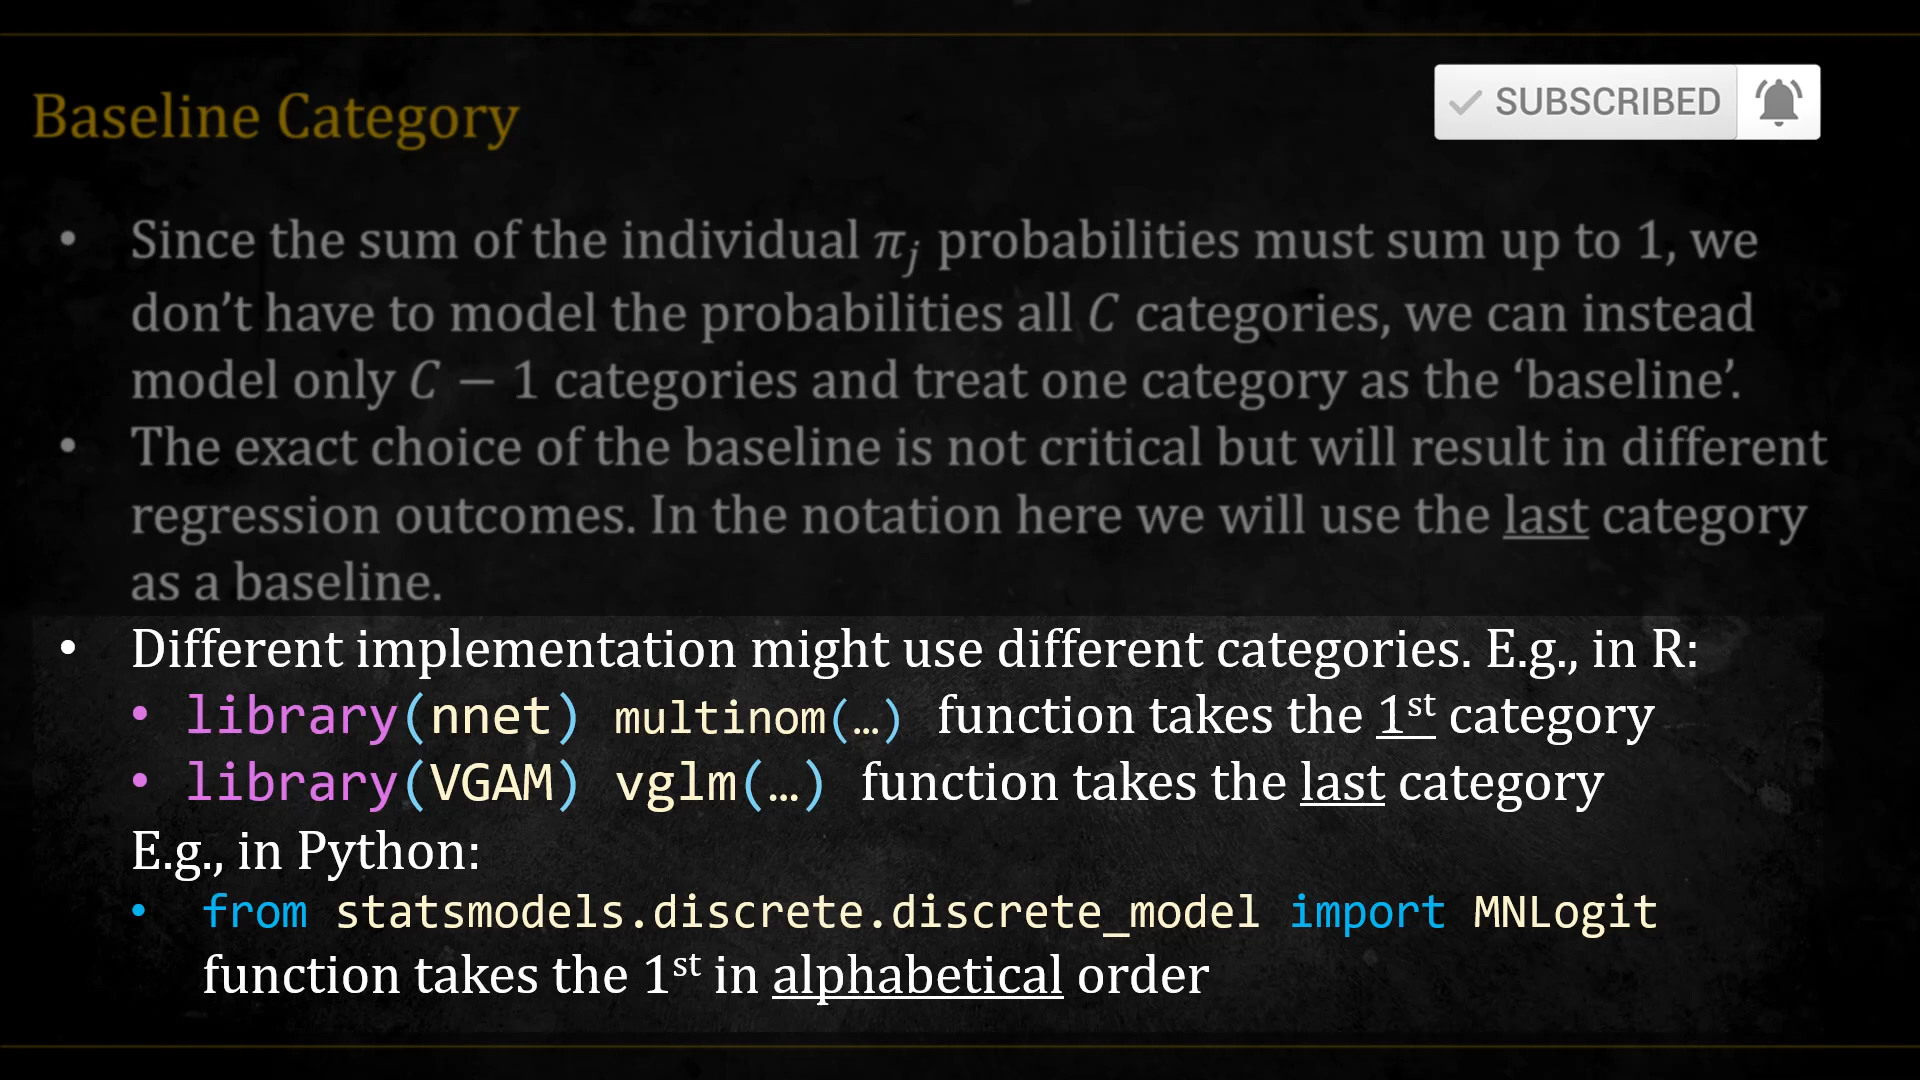 Baseline Category
SUBSCRIBED
• Since the sum of the individual πⱼ probabilities must sum up to 1, we
don’t have to model the probabilities all C categories, we can instead
model only C − 1 categories and treat one category as the ‘baseline’.
• The exact choice of the baseline is not critical but will result in different
regression outcomes. In the notation here we will use the last category
as a baseline.
• Different implementation might use different categories. E.g., in R:
• library(nnet) multinom(…) function takes the 1st category
• library(VGAM) vglm(…) function takes the last category
E.g., in Python:
• from statsmodels.discrete.discrete_model import MNLogit
function takes the 1st in alphabetical order